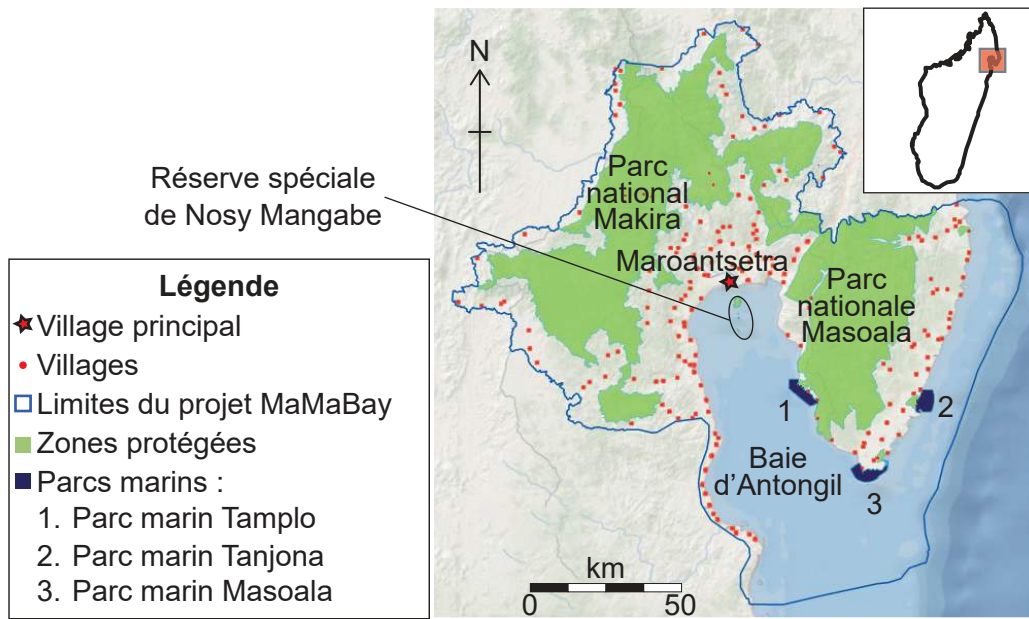 N
Réserve spéciale
de Nosy Mangabe
Parc
national
Makira
Maroantsetra
Parc
nationale
Masoala
Légende
Village principal
Villages
Limites du projet MaMaBay
Zones protégées
Parcs marins :
1. Parc marin Tamplo
2. Parc marin Tanjona
3. Parc marin Masoala
1
2
3
Baie
d'Antongil
km
0 50